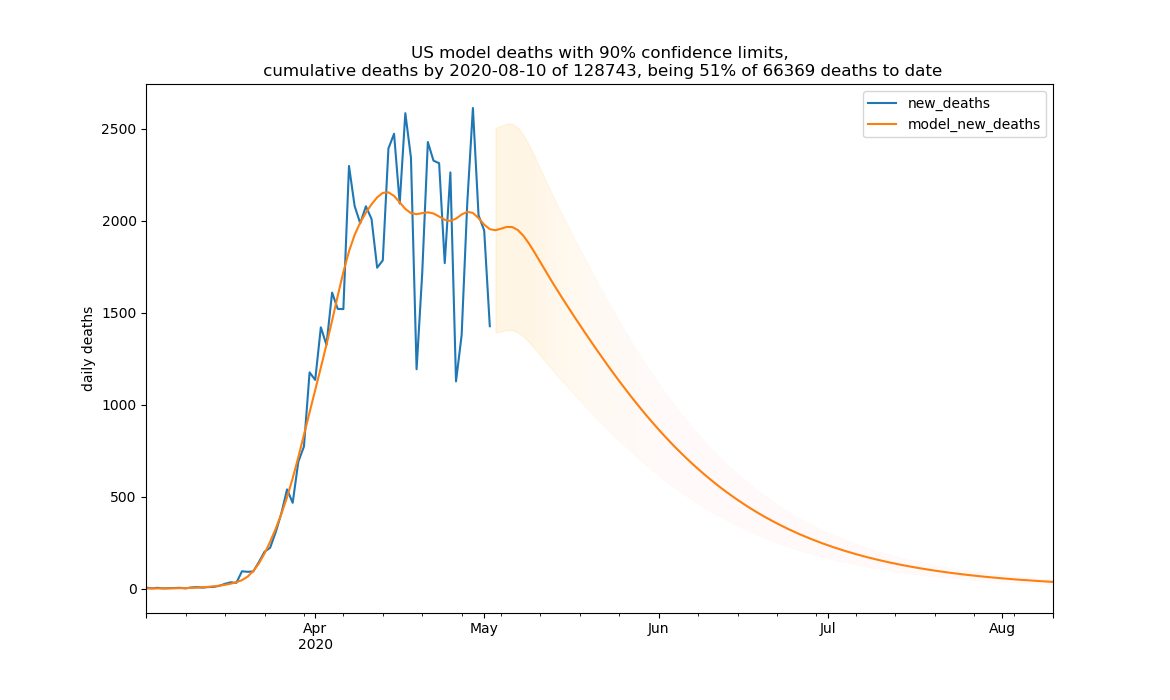 US model deaths with 90% confidence limits,
cumulative deaths by 2020-08-10 of 128743, being 51% of 66369 deaths to date
new_deaths
model_new_deaths
2500
2000
1500
1000
500
0
daily deaths
Apr
2020
May
Jun
Jul
Aug